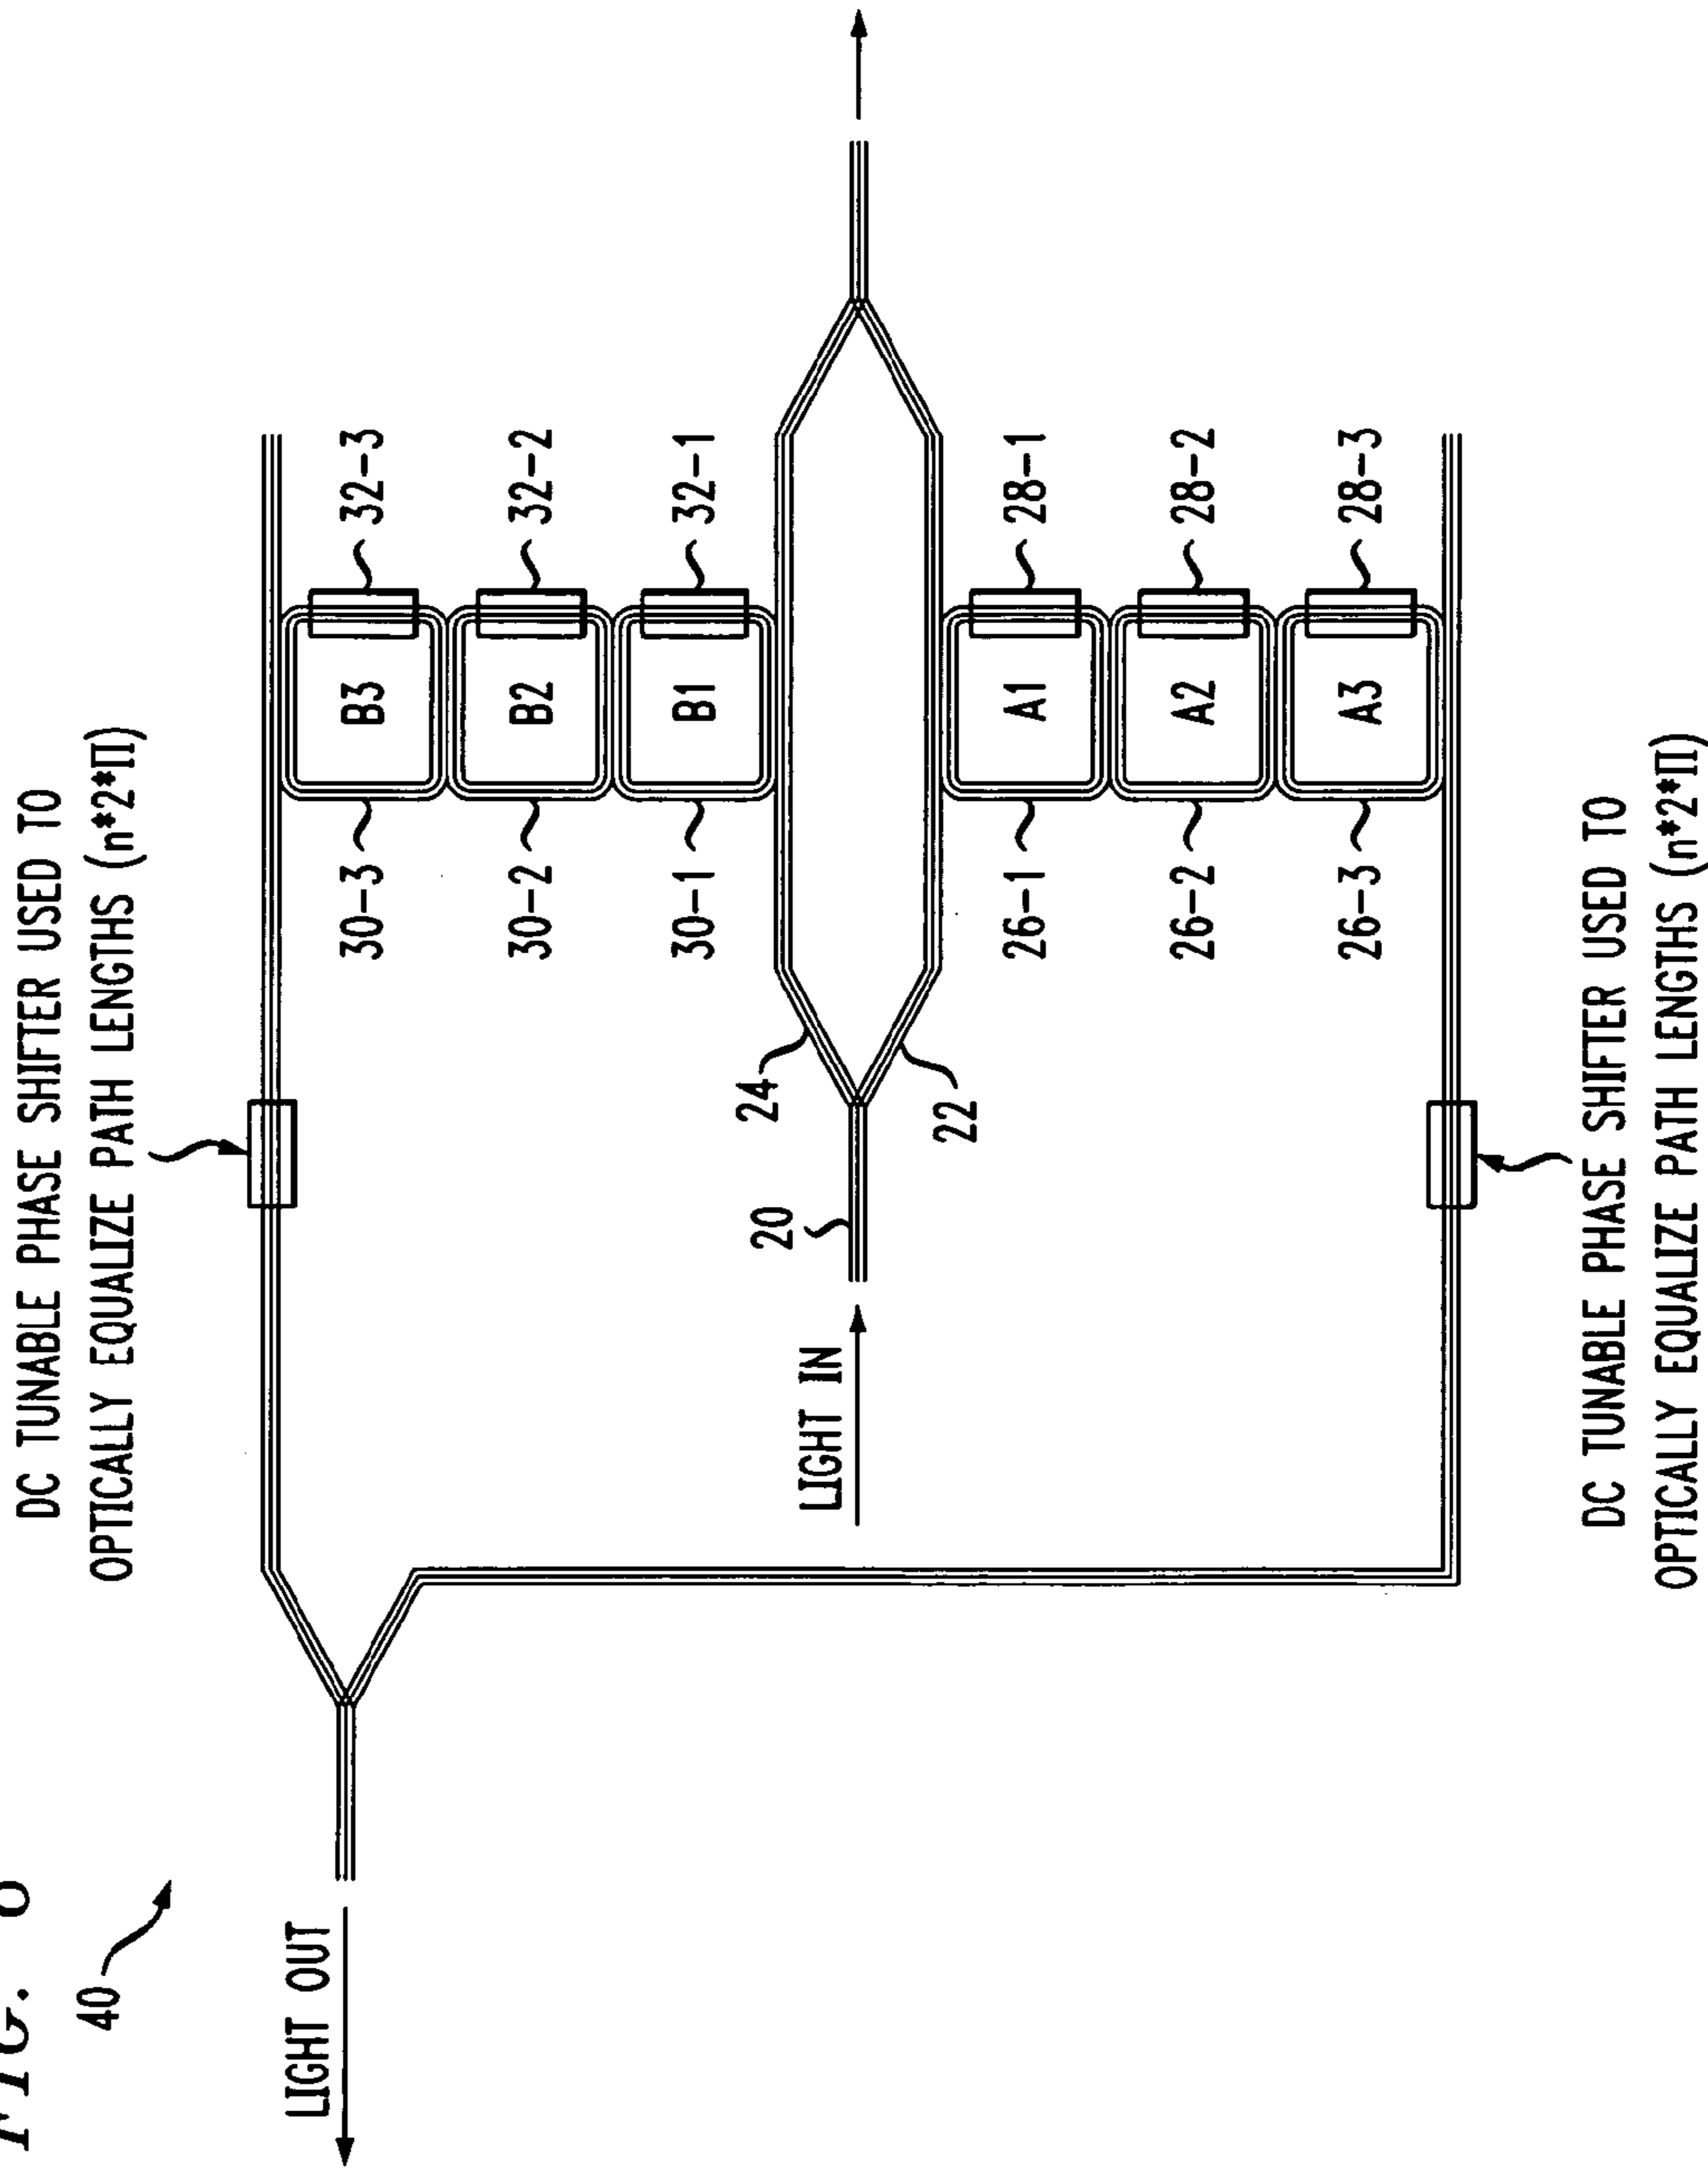 FIG.
40
DC TUNABLE PHASE SHIFTER USED TO
OPTICALLY EQUALIZE PATH LENGTHS (n*2*Π)
LIGHT OUT
30-3 B3 32-3
30-2 B2 32-2
30-1 B1 32-1
24
20
LIGHT IN
22
26-1 A1 28-1
26-2 A2 28-2
26-3 A3 28-3
DC TUNABLE PHASE SHIFTER USED TO
OPTICALLY EQUALIZE PATH LENGTHS (n*2*Π)